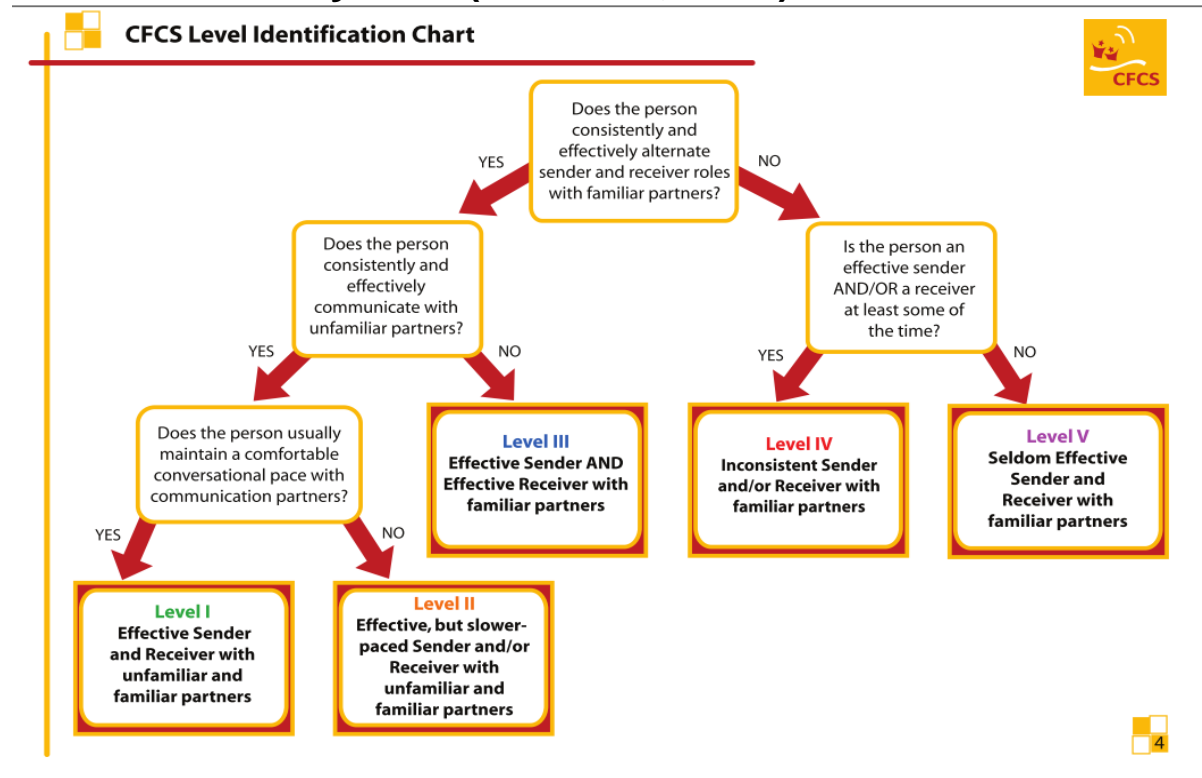 CFCS Level Identification Chart
CFCS
Does the person
consistently and
effectively alternate
sender and receiver roles
with familiar partners?
YES
NO
Does the person
consistently and
effectively
communicate with
unfamiliar partners?
Is the person an
effective sender
AND/OR a receiver
at least some of
the time?
YES
NO
YES
NO
Does the person usually
maintain a comfortable
conversational pace with
communication partners?
Level III
Effective Sender AND
Effective Receiver with
familiar partners
Level IV
Inconsistent Sender
and/or Receiver with
familiar partners
Level V
Seldom Effective
Sender and
Receiver with
familiar partners
YES
NO
Level I
Effective Sender
and Receiver with
unfamiliar and
familiar partners
Level II
Effective, but slower-
paced Sender and/or
Receiver with
unfamiliar and
familiar partners
4